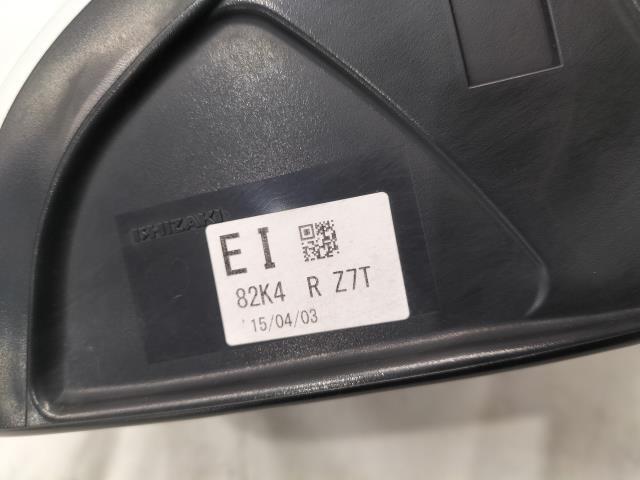 ISHIZAKI
EI
82K4 R Z7T
'15/04/03